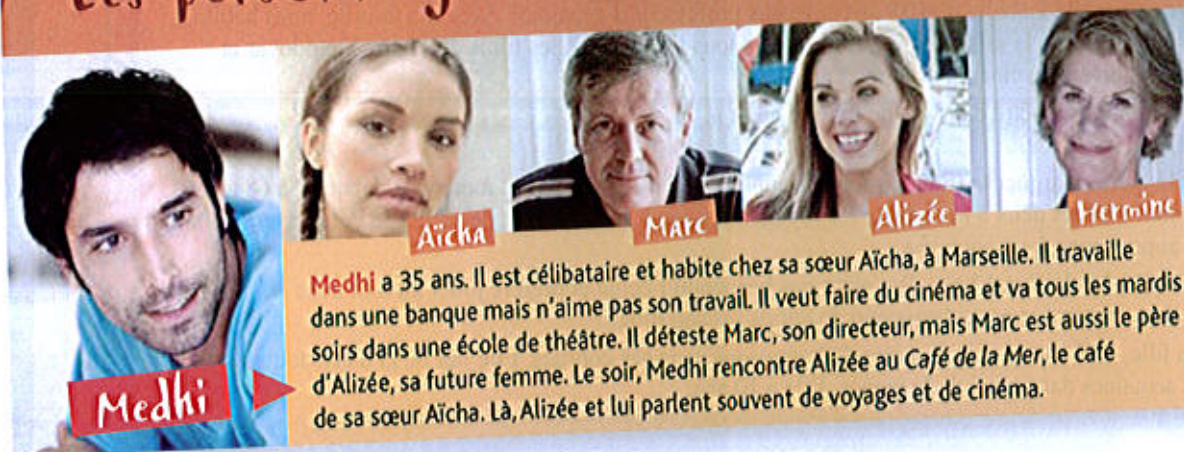 Aïcha
Marc
Alizée
Hermine
Medhi
Medhi a 35 ans. Il est célibataire et habite chez sa sœur Aïcha, à Marseille. Il travaille
dans une banque mais n'aime pas son travail. Il veut faire du cinéma et va tous les mardis
soirs dans une école de théâtre. Il déteste Marc, son directeur, mais Marc est aussi le père
d'Alizée, sa future femme. Le soir, Medhi rencontre Alizée au Café de la Mer, le café
de sa sœur Aïcha. Là, Alizée et lui parlent souvent de voyages et de cinéma.